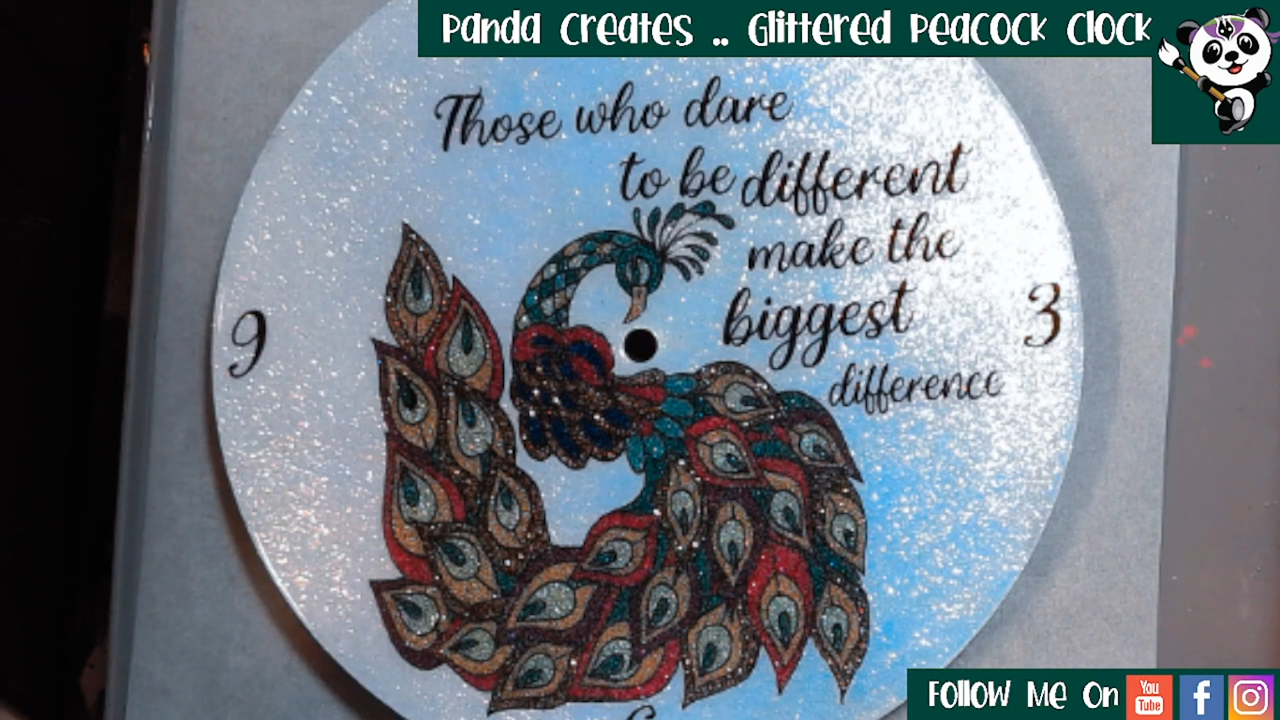 Panda Creates .. Glittered Peacock Clock
Those who dare
to be different
make the
biggest
difference
9
3
Follow Me On
You
Tube